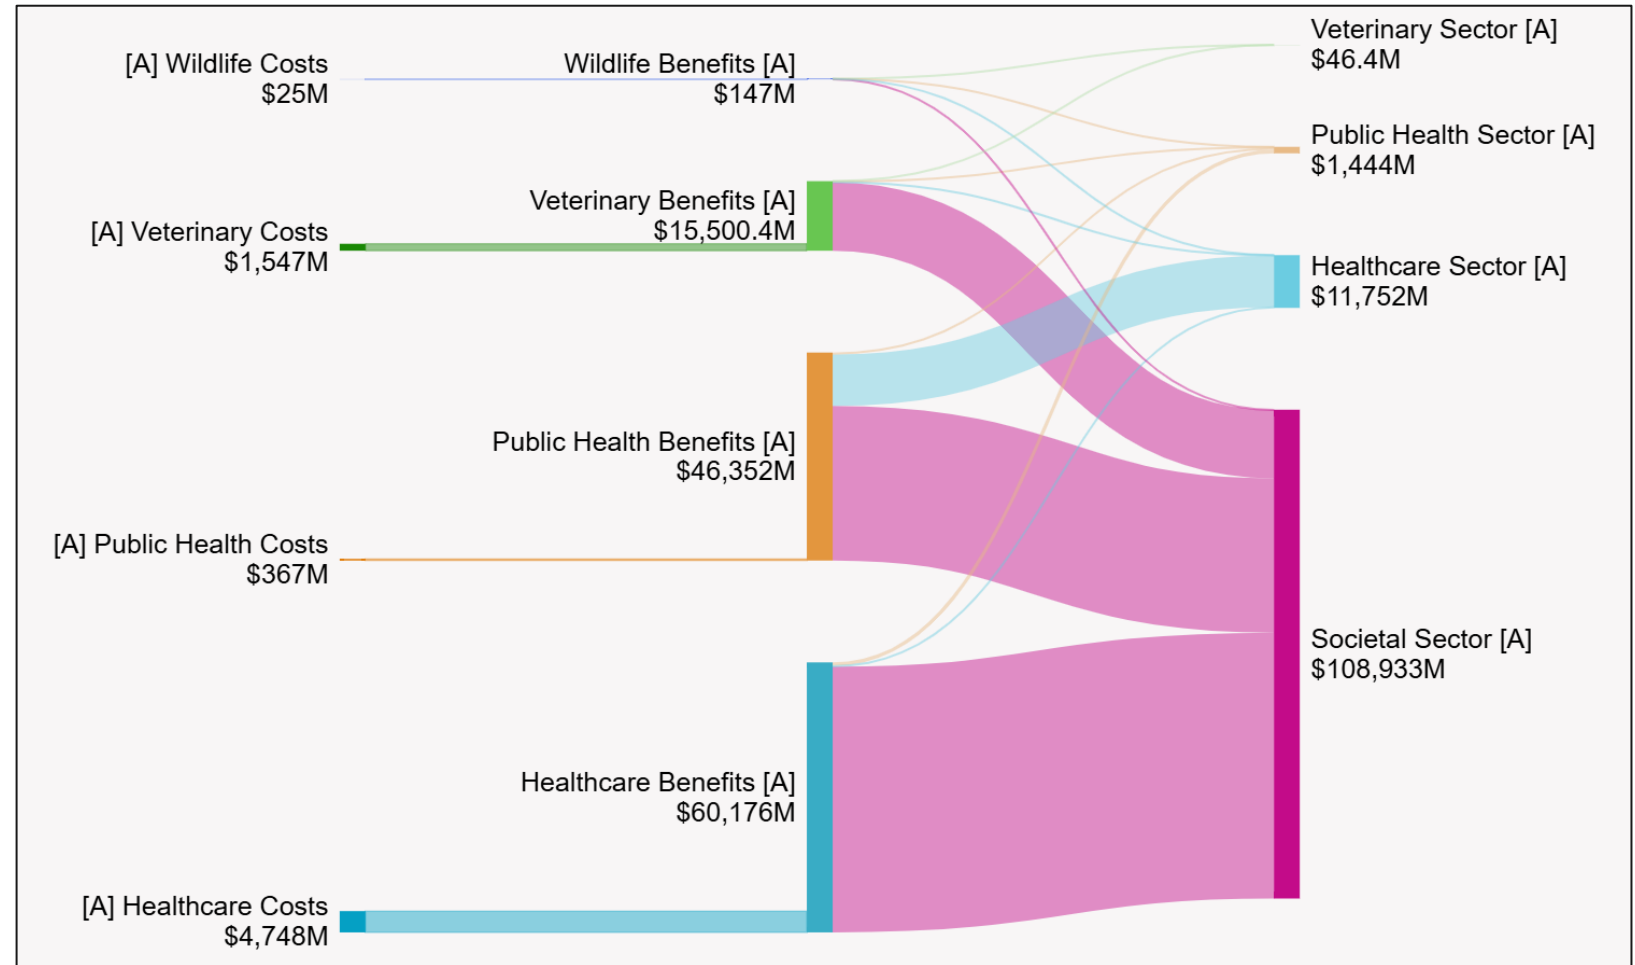 [A] Wildlife Costs
$25M
[A] Veterinary Costs
$1,547M
[A] Public Health Costs
$367M
[A] Healthcare Costs
$4,748M
Wildlife Benefits [A]
$147M
Veterinary Benefits [A]
$15,500.4M
Public Health Benefits [A]
$46,352M
Healthcare Benefits [A]
$60,176M
Veterinary Sector [A]
$46.4M
Public Health Sector [A]
$1,444M
Healthcare Sector [A]
$11,752M
Societal Sector [A]
$108,933M